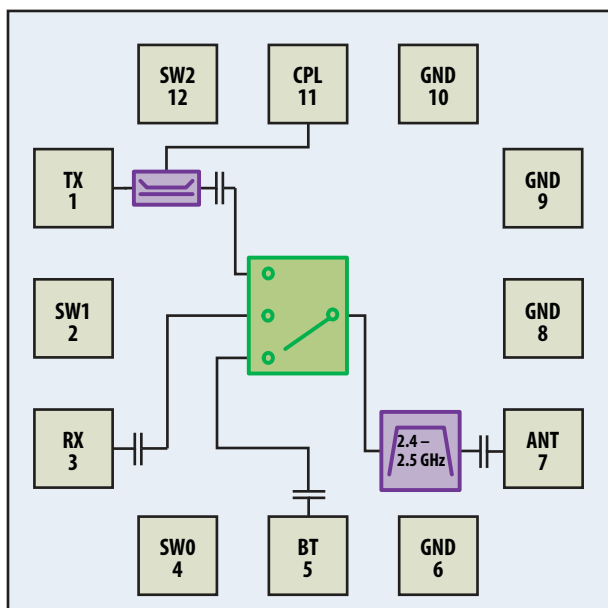 SW2
12
CPL
11
GND
10
TX
1
GND
9
SW1
2
GND
8
RX
3
2.4 –
2.5 GHz
ANT
7
SW0
4
BT
5
GND
6